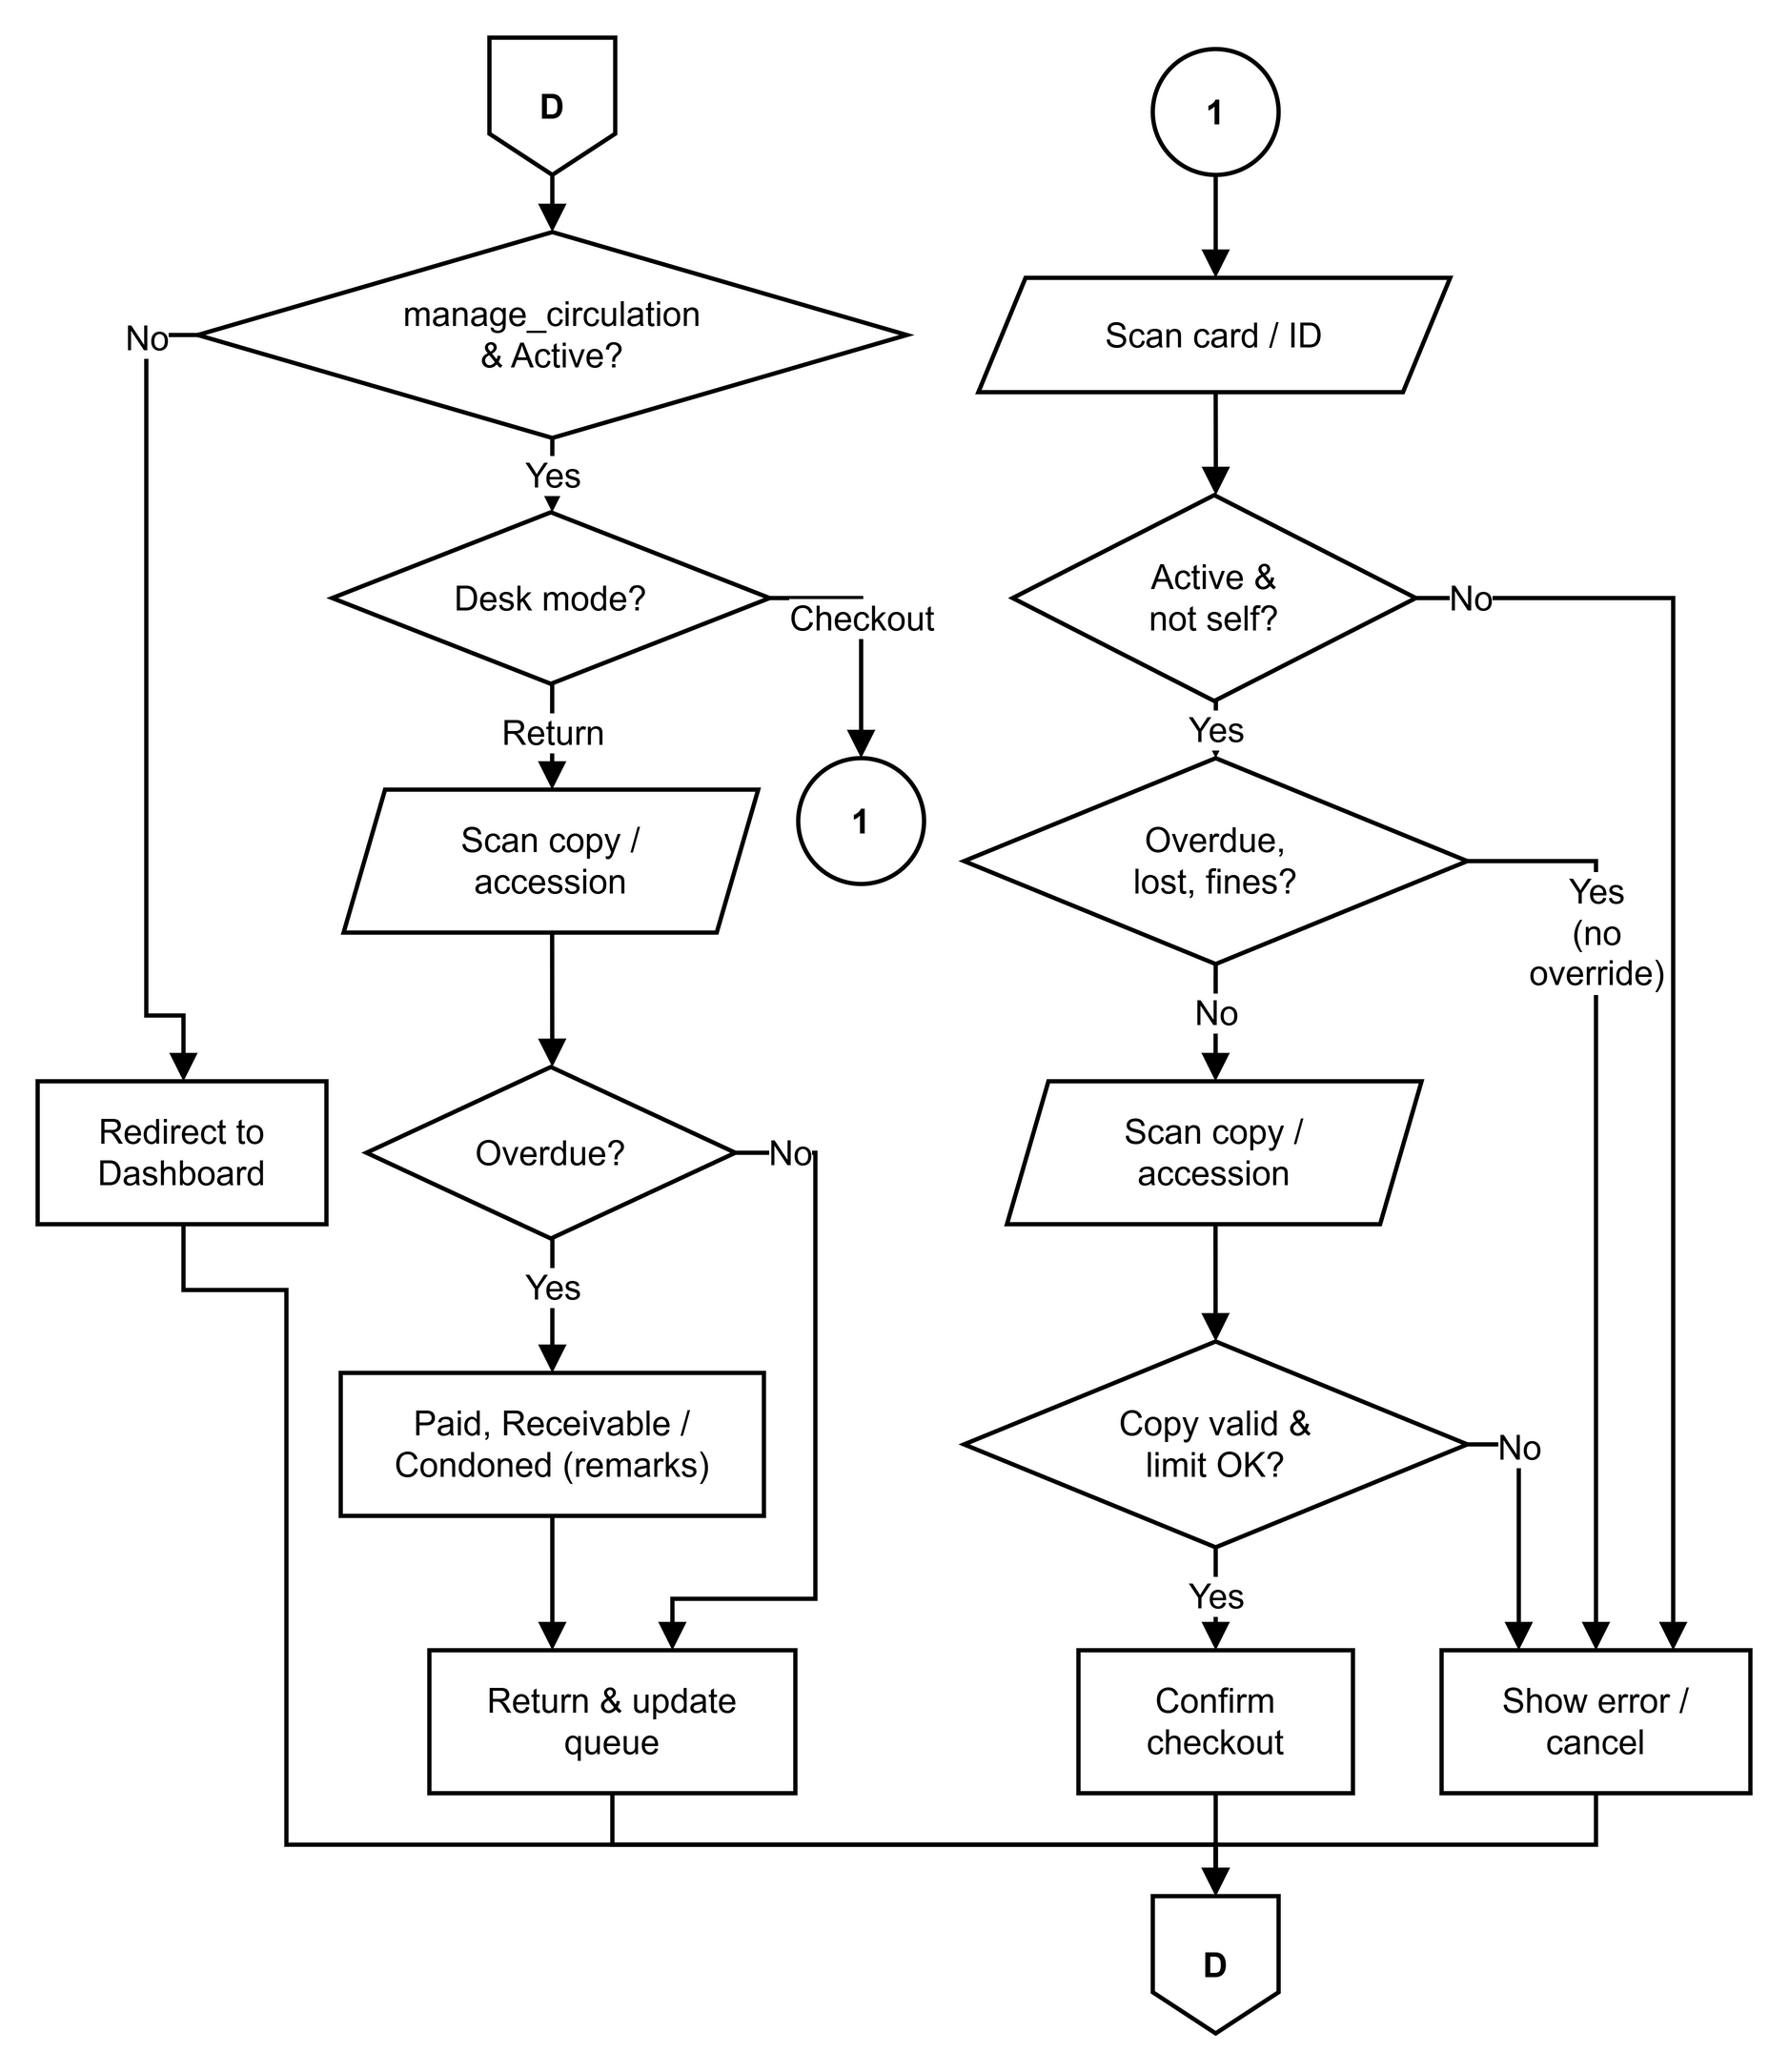 D
manage_circulation
& Active?
No
Yes
Desk mode?
Checkout
Return
1
Scan copy /
accession
Redirect to
Dashboard
Overdue?
No
Yes
Paid, Receivable /
Condoned (remarks)
Return & update
queue
1
Scan card / ID
Active &
not self?
No
Yes
Overdue,
lost, fines?
Yes
(no
override)
No
Scan copy /
accession
Copy valid &
limit OK?
No
Yes
Confirm
checkout
Show error /
cancel
D